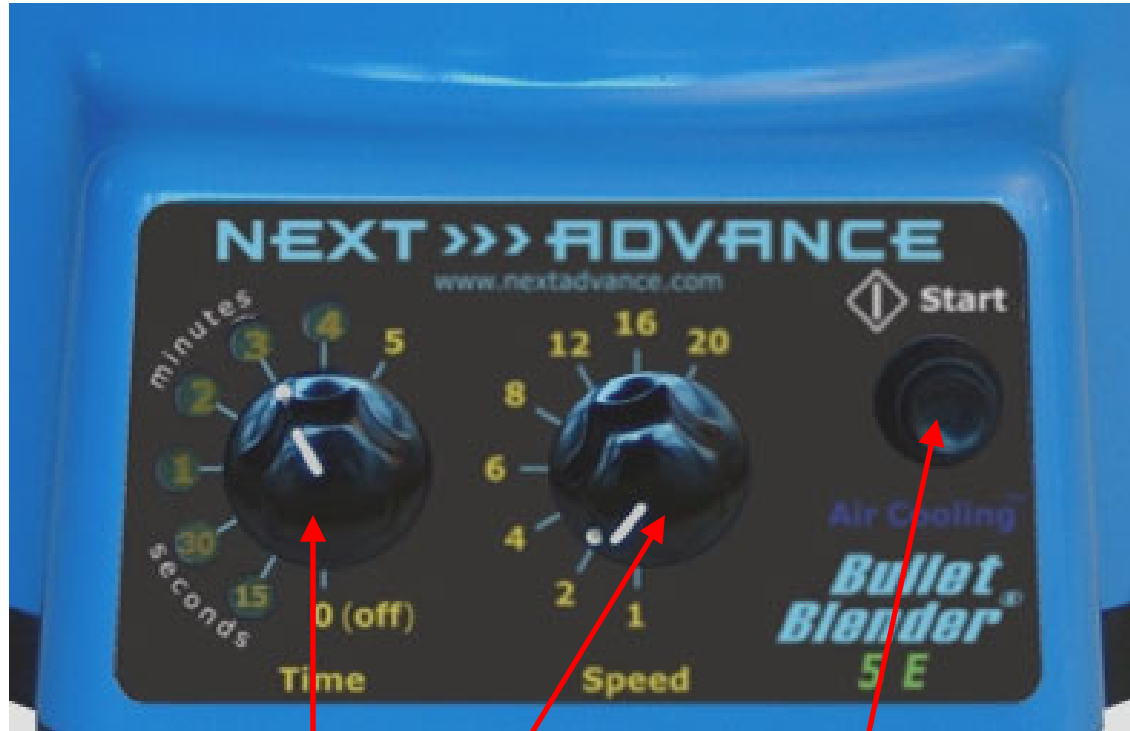 NEXT >>> ADVANCE
www.nextadvance.com
Start
minutes
1
2
3
4
5
seconds
15
30
0 (off)
Time
1
2
4
6
8
12
16
20
Speed
Air Cooling™
Bullet
Blender®
5 E